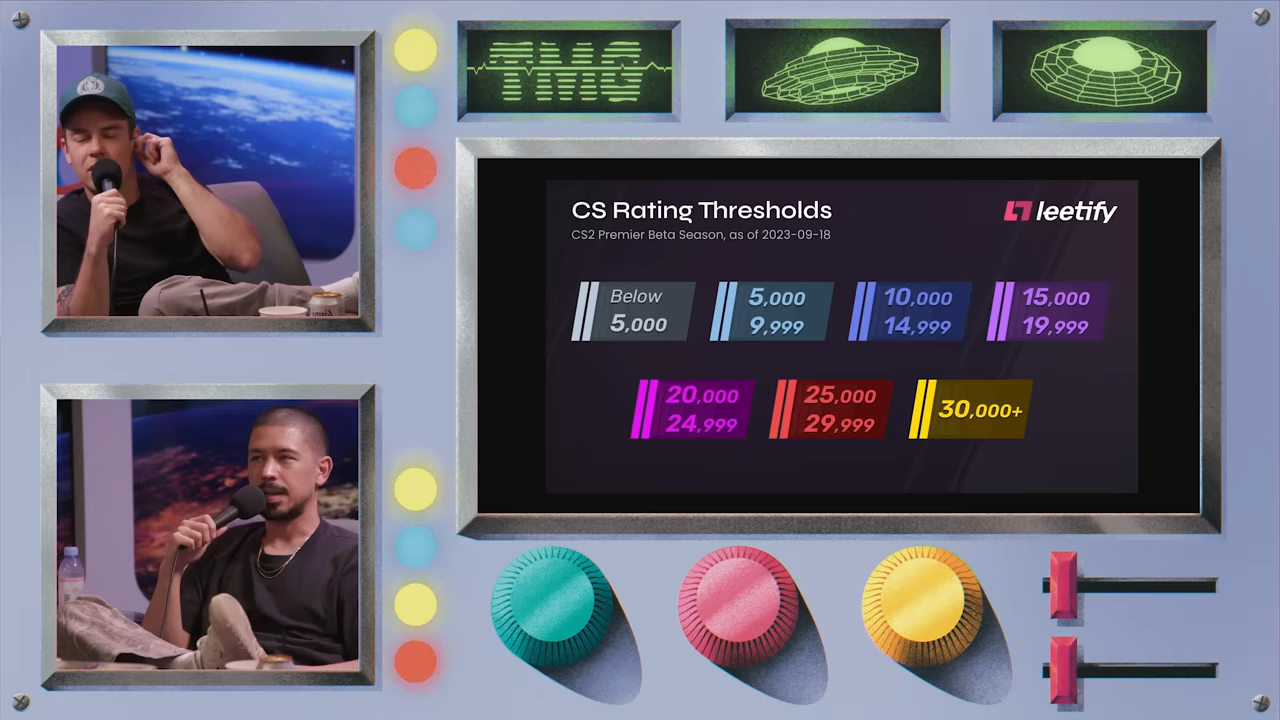 TMG
CS Rating Thresholds
leetify
CS2 Premier Beta Season, as of 2023-09-18
Below
5,000
5,000
9,999
10,000
14,999
15,000
19,999
20,000
24,999
25,000
29,999
30,000+